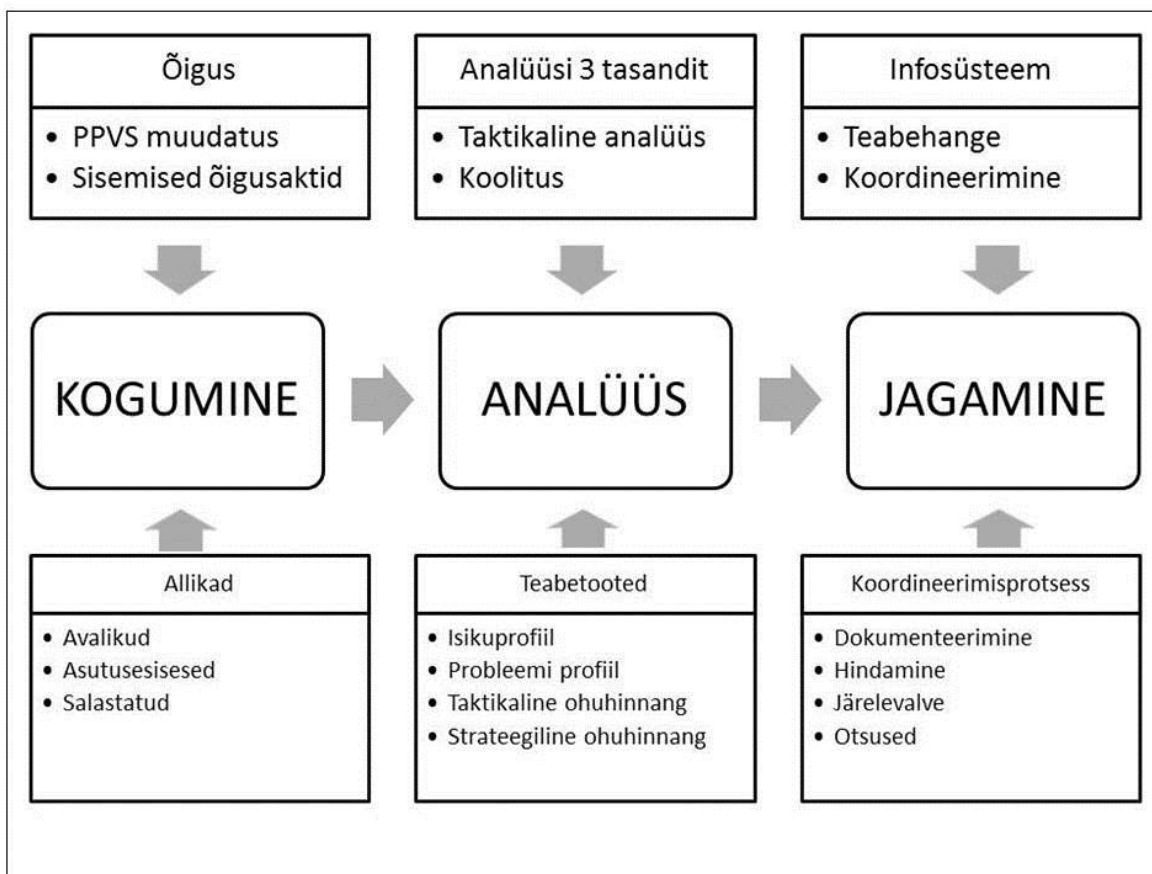 Õigus
• PPVS muudatus
• Sisemised õigusaktid
Analüüsi 3 tasandit
• Taktikaline analüüs
• Koolitus
Infosüsteem
• Teabehange
• Koordineerimine
KOGUMINE
ANALÜÜS
JAGAMINE
Allikad
• Avalikud
• Asutusesisesed
• Salastatud
Teabetooted
• Isikuprofiil
• Probleemi profiil
• Taktikaline ohuhinnang
• Strateegiline ohuhinnang
Koordineerimisprotsess
• Dokumenteerimine
• Hindamine
• Järelevalve
• Otsused